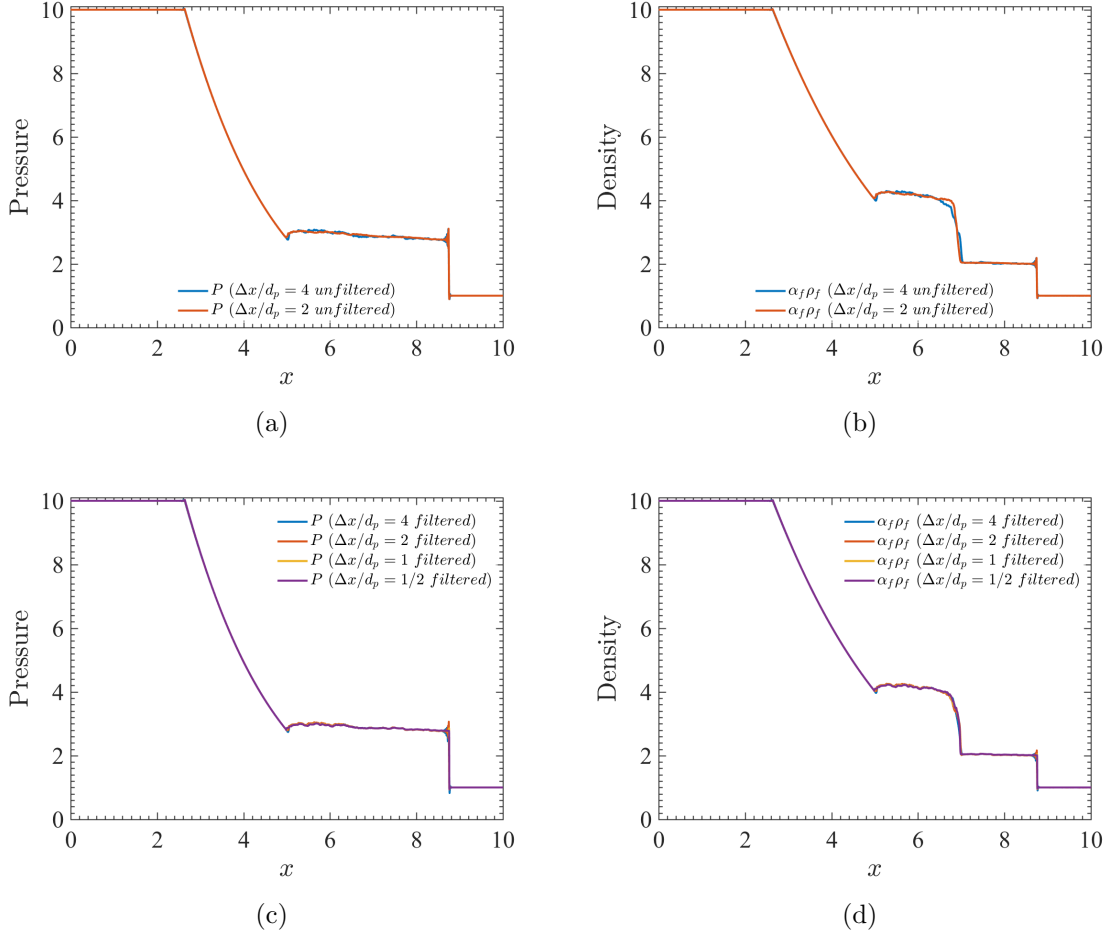 10
8
6
4
2
0
Pressure
P (Δx/d_p = 4 unfiltered)
P (Δx/d_p = 2 unfiltered)
0 2 4 6 8 10
x
(a)
10
8
6
4
2
0
Density
α_f ρ_f (Δx/d_p = 4 unfiltered)
α_f ρ_f (Δx/d_p = 2 unfiltered)
0 2 4 6 8 10
x
(b)
10
8
6
4
2
0
Pressure
P (Δx/d_p = 4 filtered)
P (Δx/d_p = 2 filtered)
P (Δx/d_p = 1 filtered)
P (Δx/d_p = 1/2 filtered)
0 2 4 6 8 10
x
(c)
10
8
6
4
2
0
Density
α_f ρ_f (Δx/d_p = 4 filtered)
α_f ρ_f (Δx/d_p = 2 filtered)
α_f ρ_f (Δx/d_p = 1 filtered)
α_f ρ_f (Δx/d_p = 1/2 filtered)
0 2 4 6 8 10
x
(d)